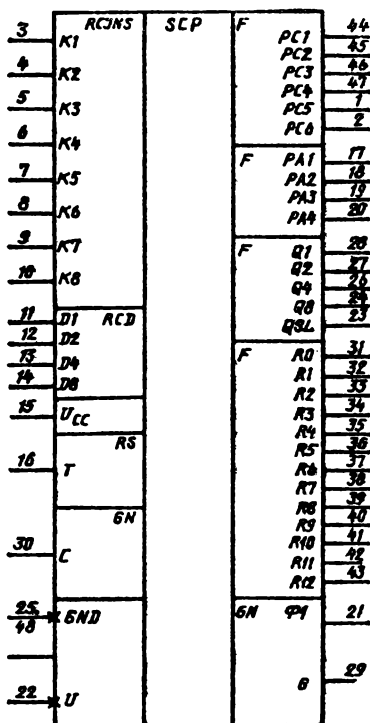 RCINS SCP F
3 K1 PC1 44
4 K2 PC2 45
5 K3 PC3 46
6 K4 PC4 47
7 K5 PC5 1
8 K6 PC6 2
9 K7 F PA1 17
10 K8 PA2 18
PA3 19
PA4 20
11 D1 RCD F Q1 28
12 D2 Q2 27
13 D4 Q4 26
14 D8 Q8 24
QSL 23
15 UCC F R0 31
R1 32
R2 33
R3 34
16 T RS R4 35
R5 36
R6 37
R7 38
R8 39
30 C GN R9 40
R10 41
R11 42
R12 43
25 GND GN Φ1 21
48
22 U G 29